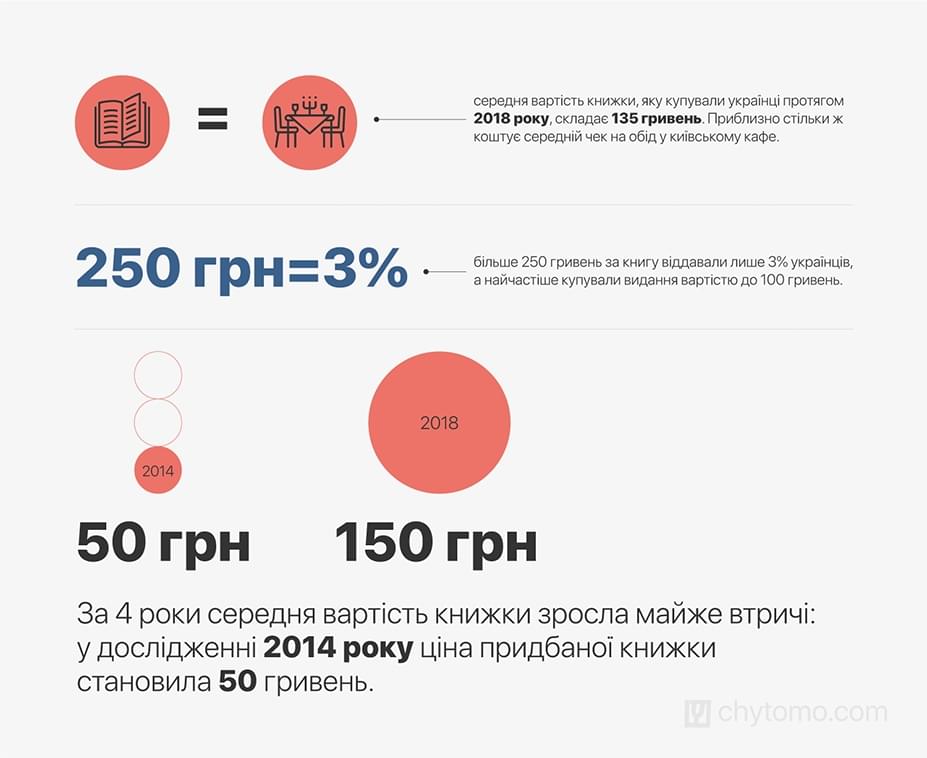 =
середня вартість книжки, яку купували українці протягом
2018 року, складає 135 гривень. Приблизно стільки ж
коштує середній чек на обід у київському кафе.
250 грн=3%
більше 250 гривень за книгу віддавали лише 3% українців,
а найчастіше купували видання вартістю до 100 гривень.
2014
2018
50 грн
150 грн
За 4 роки середня вартість книжки зросла майже втричі:
у дослідженні 2014 року ціна придбаної книжки
становила 50 гривень.
chytomo.com